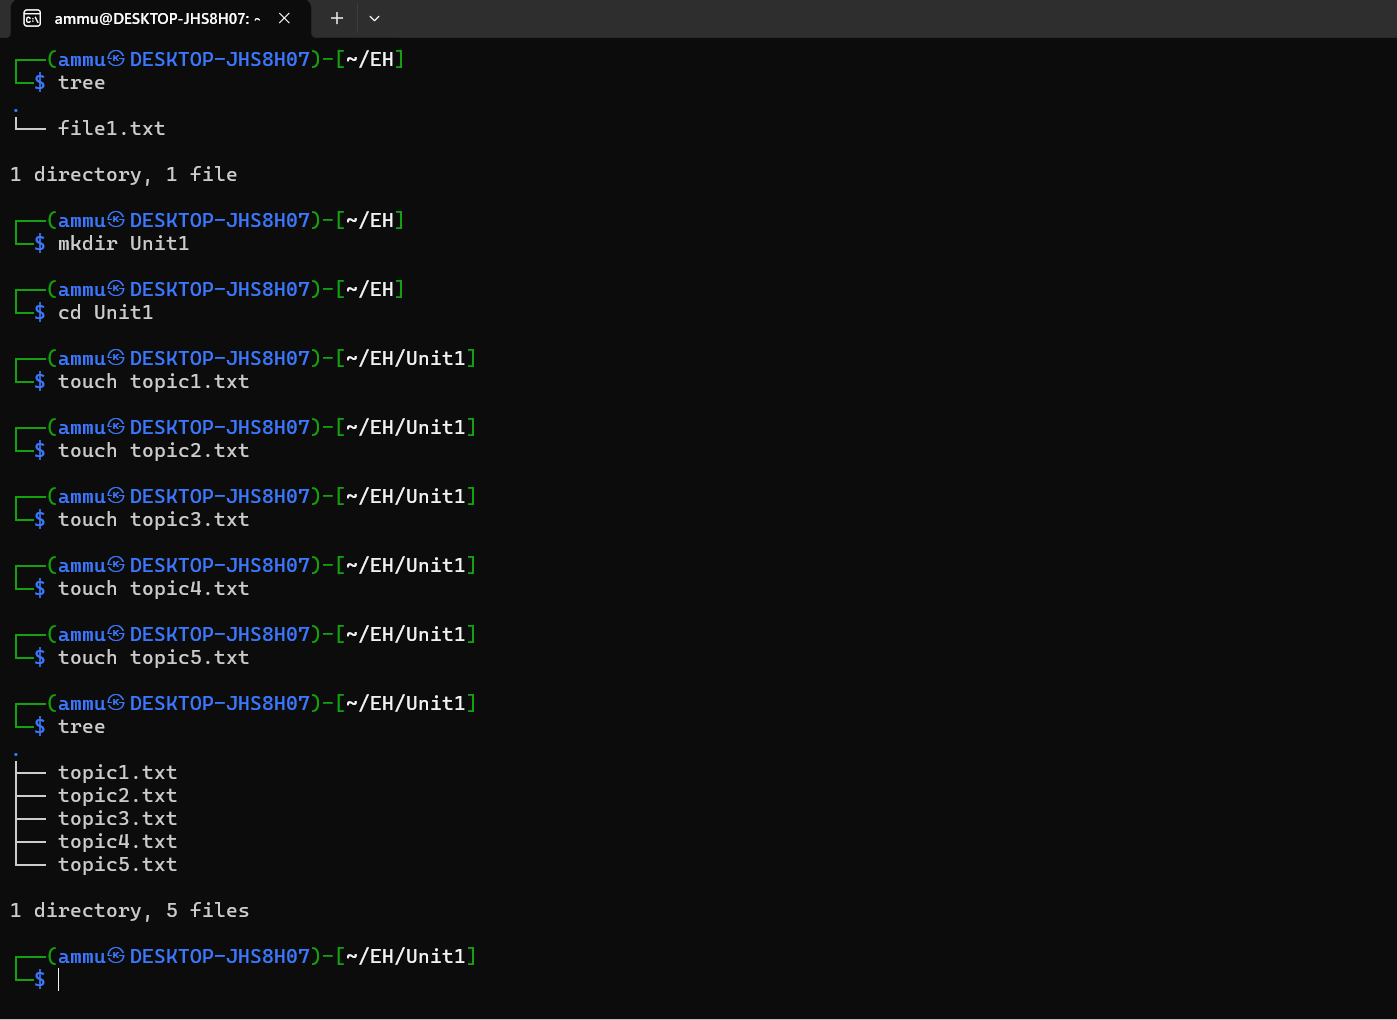 ammu@DESKTOP-JHS8H07: ~
┌──(ammu㉿DESKTOP-JHS8H07)-[~/EH]
└─$ tree
.
└── file1.txt
1 directory, 1 file
┌──(ammu㉿DESKTOP-JHS8H07)-[~/EH]
└─$ mkdir Unit1
┌──(ammu㉿DESKTOP-JHS8H07)-[~/EH]
└─$ cd Unit1
┌──(ammu㉿DESKTOP-JHS8H07)-[~/EH/Unit1]
└─$ touch topic1.txt
┌──(ammu㉿DESKTOP-JHS8H07)-[~/EH/Unit1]
└─$ touch topic2.txt
┌──(ammu㉿DESKTOP-JHS8H07)-[~/EH/Unit1]
└─$ touch topic3.txt
┌──(ammu㉿DESKTOP-JHS8H07)-[~/EH/Unit1]
└─$ touch topic4.txt
┌──(ammu㉿DESKTOP-JHS8H07)-[~/EH/Unit1]
└─$ touch topic5.txt
┌──(ammu㉿DESKTOP-JHS8H07)-[~/EH/Unit1]
└─$ tree
.
├── topic1.txt
├── topic2.txt
├── topic3.txt
├── topic4.txt
└── topic5.txt
1 directory, 5 files
┌──(ammu㉿DESKTOP-JHS8H07)-[~/EH/Unit1]
└─$